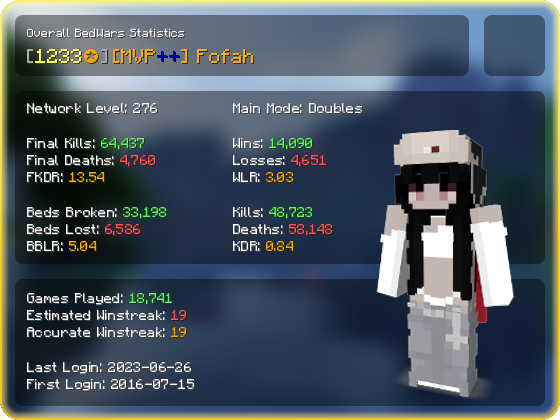 Overall BedWars Statistics
[1233✪][MVP++] Fofah
Network Level: 276
Main Mode: Doubles
Final Kills: 64,437
Final Deaths: 4,760
FKDR: 13.54
Wins: 14,090
Losses: 4,651
WLR: 3.03
Beds Broken: 33,198
Beds Lost: 6,586
BBLR: 5.04
Kills: 48,723
Deaths: 58,148
KDR: 0.84
Games Played: 18,741
Estimated Winstreak: 19
Accurate Winstreak: 19
Last Login: 2023-06-26
First Login: 2016-07-15